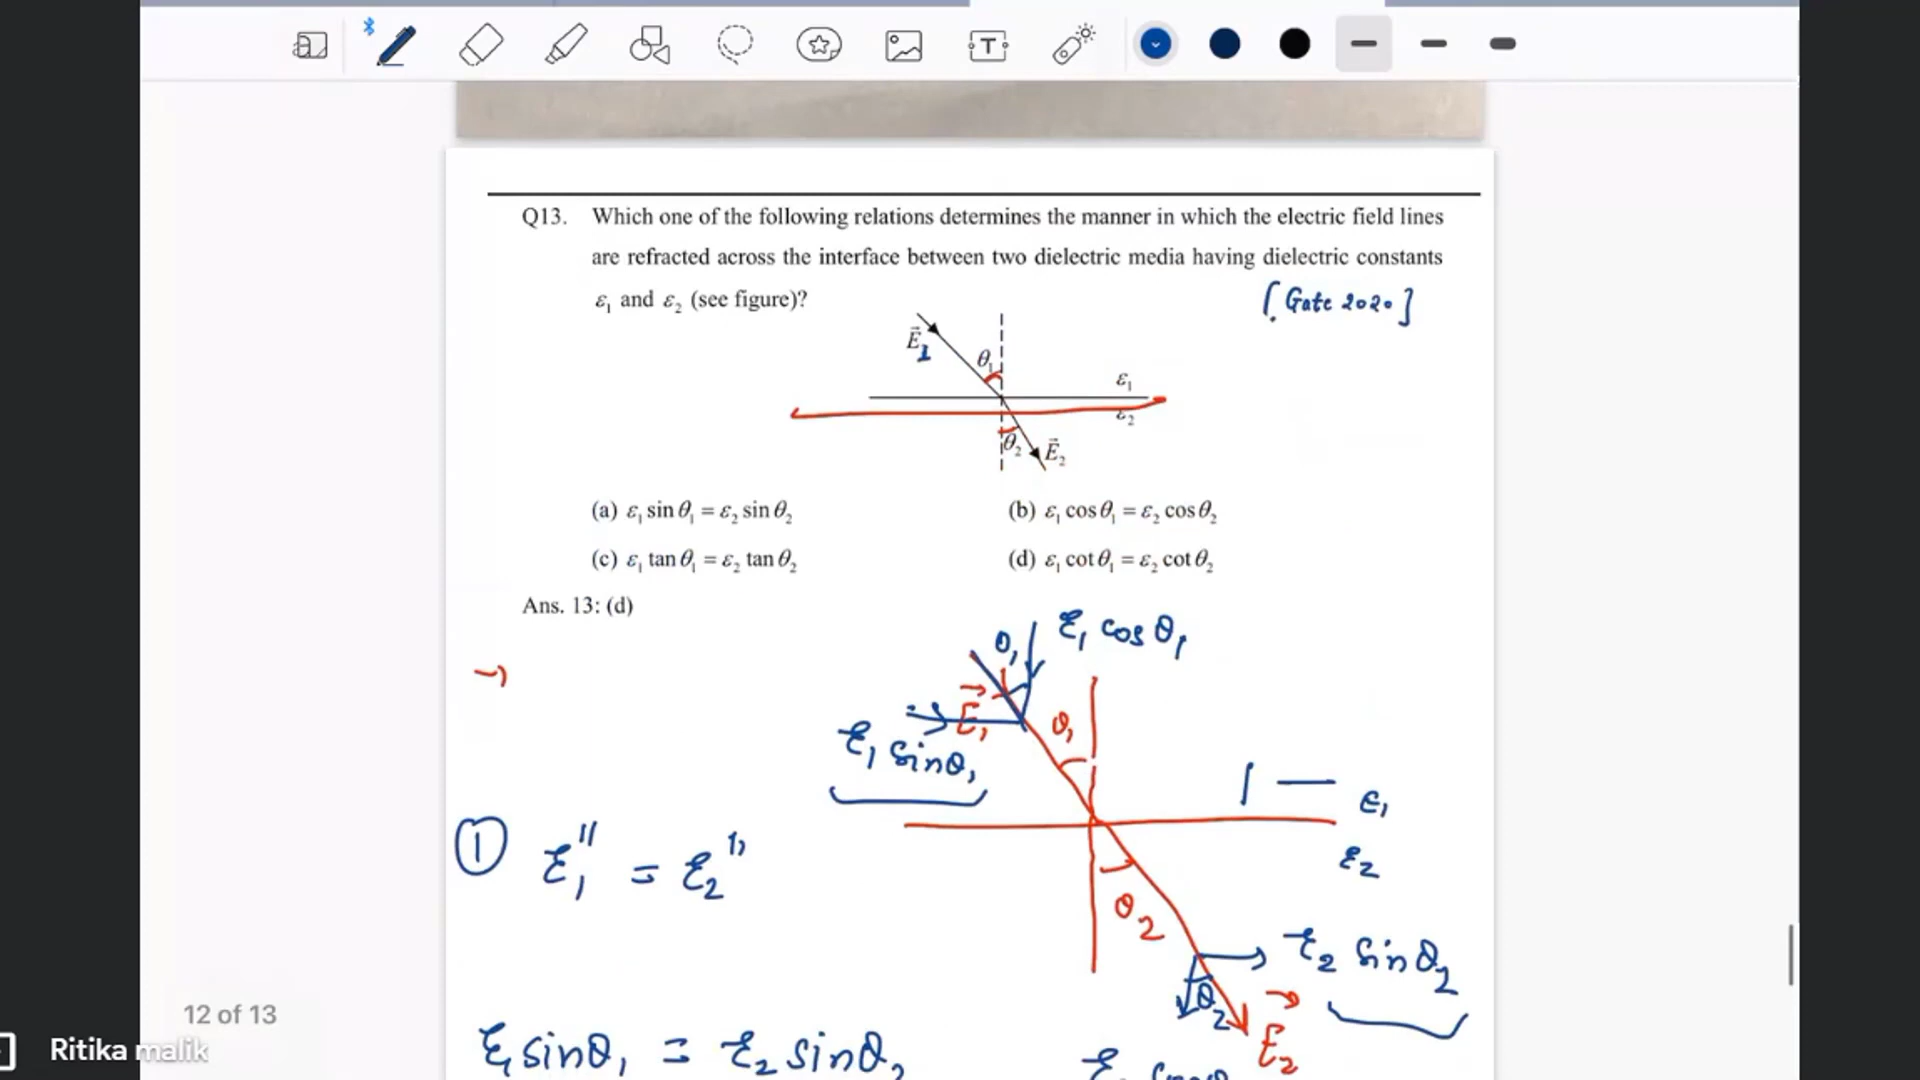 T
Q13. Which one of the following relations determines the manner in which the electric field lines
are refracted across the interface between two dielectric media having dielectric constants
ε₁ and ε₂ (see figure)?
[Gate 2020]
E⃗₁
θ₁
ε₁
ε₂
θ₂
E⃗₂
(a) ε₁ sin θ₁ = ε₂ sin θ₂ (b) ε₁ cos θ₁ = ε₂ cos θ₂
(c) ε₁ tan θ₁ = ε₂ tan θ₂ (d) ε₁ cot θ₁ = ε₂ cot θ₂
Ans. 13: (d)
θ₁ E₁ cos θ₁
E⃗₁ θ₁
E₁ sinθ₁
ε₁
① E₁" = E₂"
ε₂
θ₂
E₂ sinθ₂
θ₂
12 of 13
E⃗₂
Ritika malik
E₁ sinθ₁ = E₂ sinθ₂